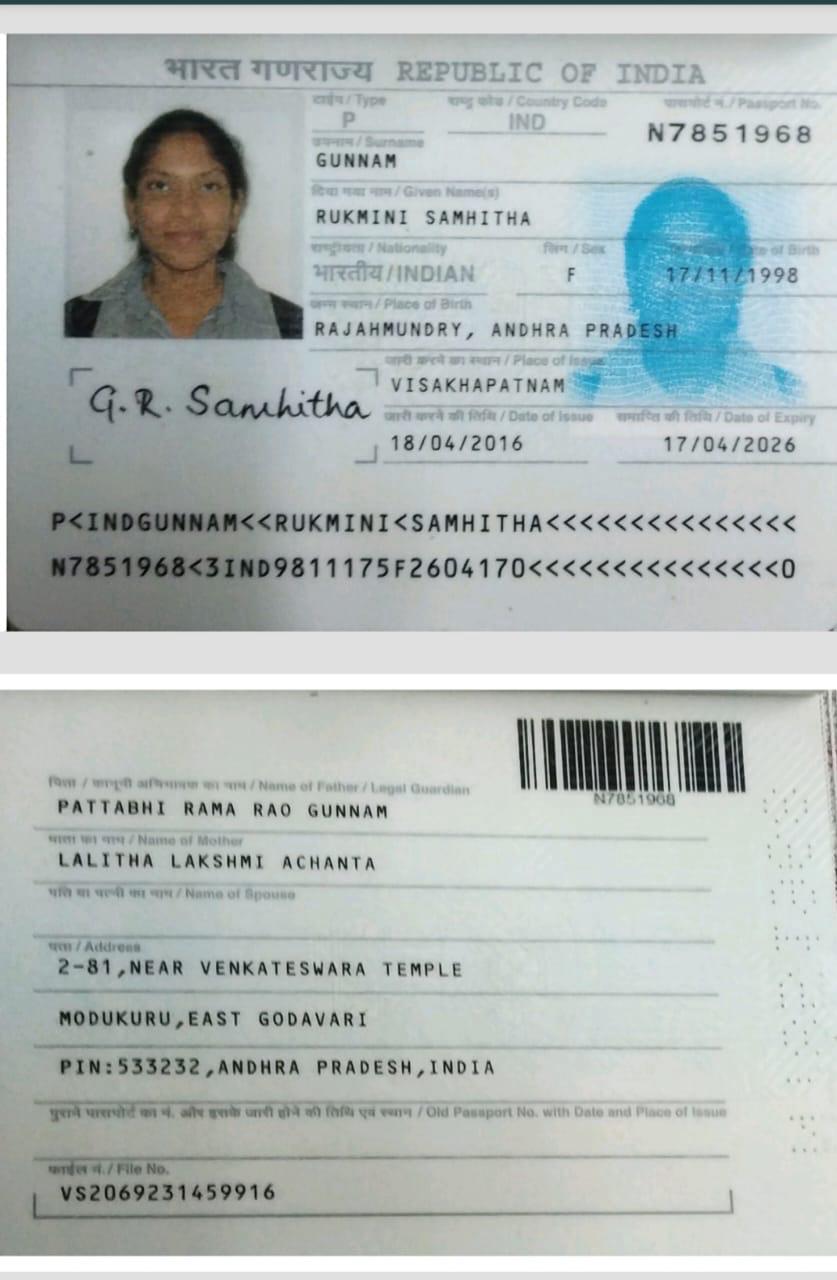 भारत गणराज्य REPUBLIC OF INDIA
टाईप / Type
राष्ट्र कोड / Country Code
पासपोर्ट नं. / Passport No.
P
IND
N7851968
उपनाम / Surname
GUNNAM
दिया गया नाम / Given Name(s)
RUKMINI SAMHITHA
राष्ट्रीयता / Nationality
लिंग / Sex
Date of Birth
भारतीय / INDIAN
F
17/11/1998
जन्म स्थान / Place of Birth
RAJAHMUNDRY, ANDHRA PRADESH
जारी करने का स्थान / Place of Issue
VISAKHAPATNAM
G.R. Samhitha
जारी करने की तिथि / Date of Issue
समाप्ति की तिथि / Date of Expiry
18/04/2016
17/04/2026
P<INDGUNNAM<<RUKMINI<SAMHITHA<<<<<<<<<<<<<<<
N7851968<3IND9811175F2604170<<<<<<<<<<<<<<<0
N7851968
पिता / कानूनी अभिभावक का नाम / Name of Father / Legal Guardian
PATTABHI RAMA RAO GUNNAM
माता का नाम / Name of Mother
LALITHA LAKSHMI ACHANTA
पति या पत्नी का नाम / Name of Spouse
पता / Address
2-81,NEAR VENKATESWARA TEMPLE
MODUKURU,EAST GODAVARI
PIN:533232,ANDHRA PRADESH,INDIA
पुराने पासपोर्ट का नं. और इसके जारी होने की तिथि एवं स्थान / Old Passport No. with Date and Place of Issue
फाईल नं. / File No.
VS2069231459916